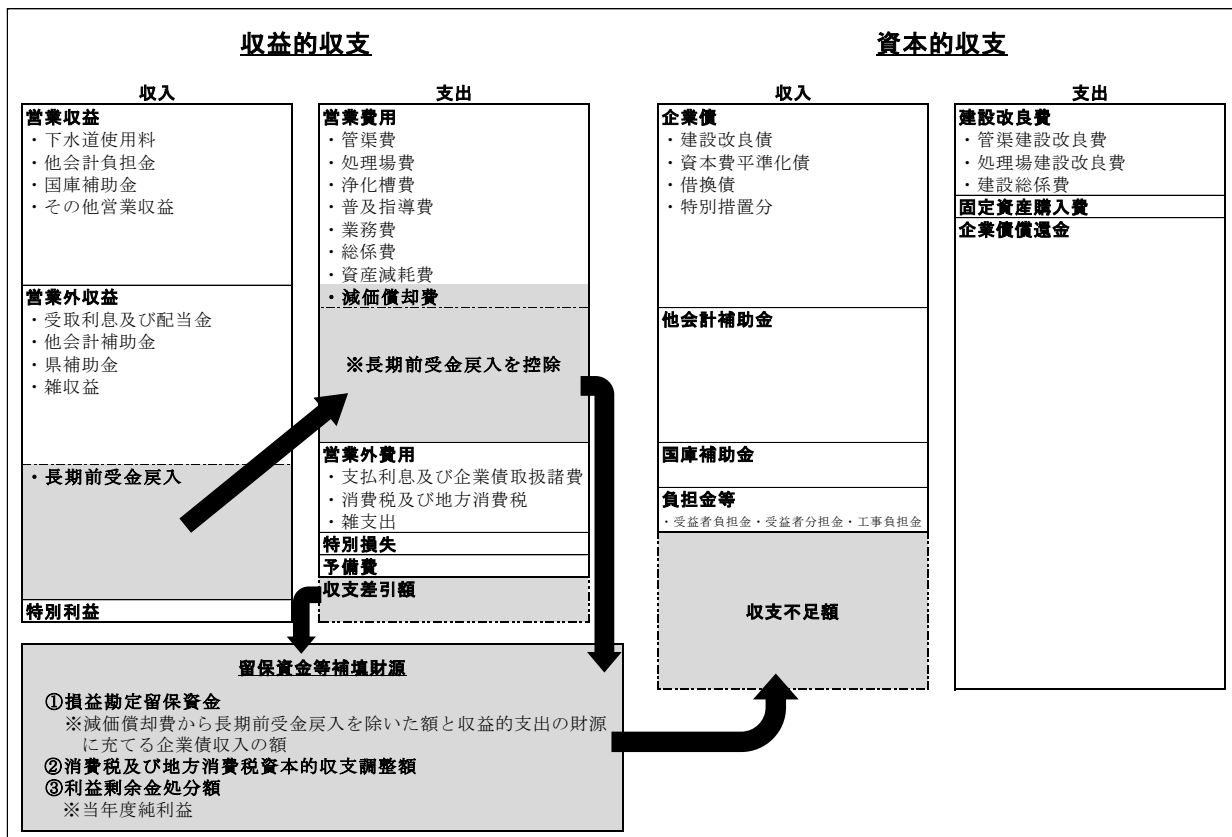 収益的収支
収入
営業収益
・下水道使用料
・他会計負担金
・国庫補助金
・その他営業収益
営業外収益
・受取利息及び配当金
・他会計補助金
・県補助金
・雑収益
・長期前受金戻入
特別利益
支出
営業費用
・管渠費
・処理場費
・浄化槽費
・普及指導費
・業務費
・総係費
・資産減耗費
・減価償却費
※長期前受金戻入を控除
営業外費用
・支払利息及び企業債取扱諸費
・消費税及び地方消費税
・雑支出
特別損失
予備費
収支差引額
資本的収支
収入
企業債
・建設改良債
・資本費平準化債
・借換債
・特別措置分
他会計補助金
国庫補助金
負担金等
・受益者負担金・受益者分担金・工事負担金
収支不足額
支出
建設改良費
・管渠建設改良費
・処理場建設改良費
・建設総係費
固定資産購入費
企業債償還金
留保資金等補填財源
①損益勘定留保資金
※減価償却費から長期前受金戻入を除いた額と収益的支出の財源
に充てる企業債収入の額
②消費税及び地方消費税資本的収支調整額
③利益剰余金処分額
※当年度純利益